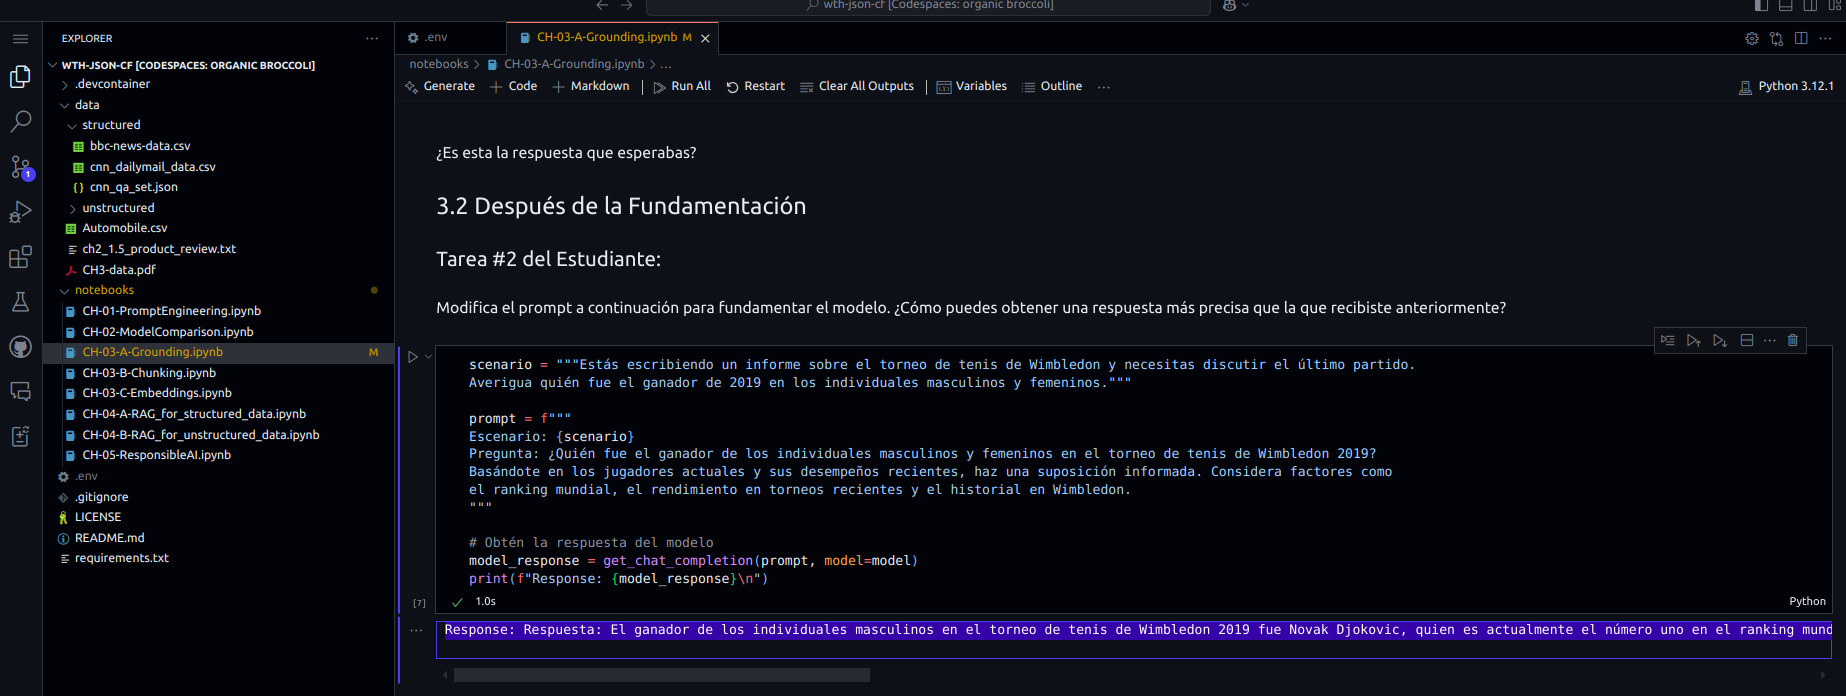 wth-json-cf [Codespaces: organic broccoli]
EXPLORER
WTH-JSON-CF [CODESPACES: ORGANIC BROCCOLI]
.devcontainer
data
structured
bbc-news-data.csv
cnn_dailymail_data.csv
{} cnn_qa_set.json
unstructured
Automobile.csv
ch2_1.5_product_review.txt
CH3-data.pdf
notebooks
CH-01-PromptEngineering.ipynb
CH-02-ModelComparison.ipynb
CH-03-A-Grounding.ipynb M
CH-03-B-Chunking.ipynb
CH-03-C-Embeddings.ipynb
CH-04-A-RAG_for_structured_data.ipynb
CH-04-B-RAG_for_unstructured_data.ipynb
CH-05-ResponsibleAI.ipynb
.env
.gitignore
LICENSE
README.md
requirements.txt
1
.env
CH-03-A-Grounding.ipynb M
notebooks > CH-03-A-Grounding.ipynb > ...
Generate + Code + Markdown Run All Restart Clear All Outputs Variables Outline ...
Python 3.12.1
¿Es esta la respuesta que esperabas?
3.2 Después de la Fundamentación
Tarea #2 del Estudiante:
Modifica el prompt a continuación para fundamentar el modelo. ¿Cómo puedes obtener una respuesta más precisa que la que recibiste anteriormente?
scenario = """Estás escribiendo un informe sobre el torneo de tenis de Wimbledon y necesitas discutir el último partido.
Averigua quién fue el ganador de 2019 en los individuales masculinos y femeninos."""
prompt = f"""
Escenario: {scenario}
Pregunta: ¿Quién fue el ganador de los individuales masculinos y femeninos en el torneo de tenis de Wimbledon 2019?
Basándote en los jugadores actuales y sus desempeños recientes, haz una suposición informada. Considera factores como
el ranking mundial, el rendimiento en torneos recientes y el historial en Wimbledon.
"""
# Obtén la respuesta del modelo
model_response = get_chat_completion(prompt, model=model)
print(f"Response: {model_response}\n")
[7] 1.0s
Python
Response: Respuesta: El ganador de los individuales masculinos en el torneo de tenis de Wimbledon 2019 fue Novak Djokovic, quien es actualmente el número uno en el ranking mund